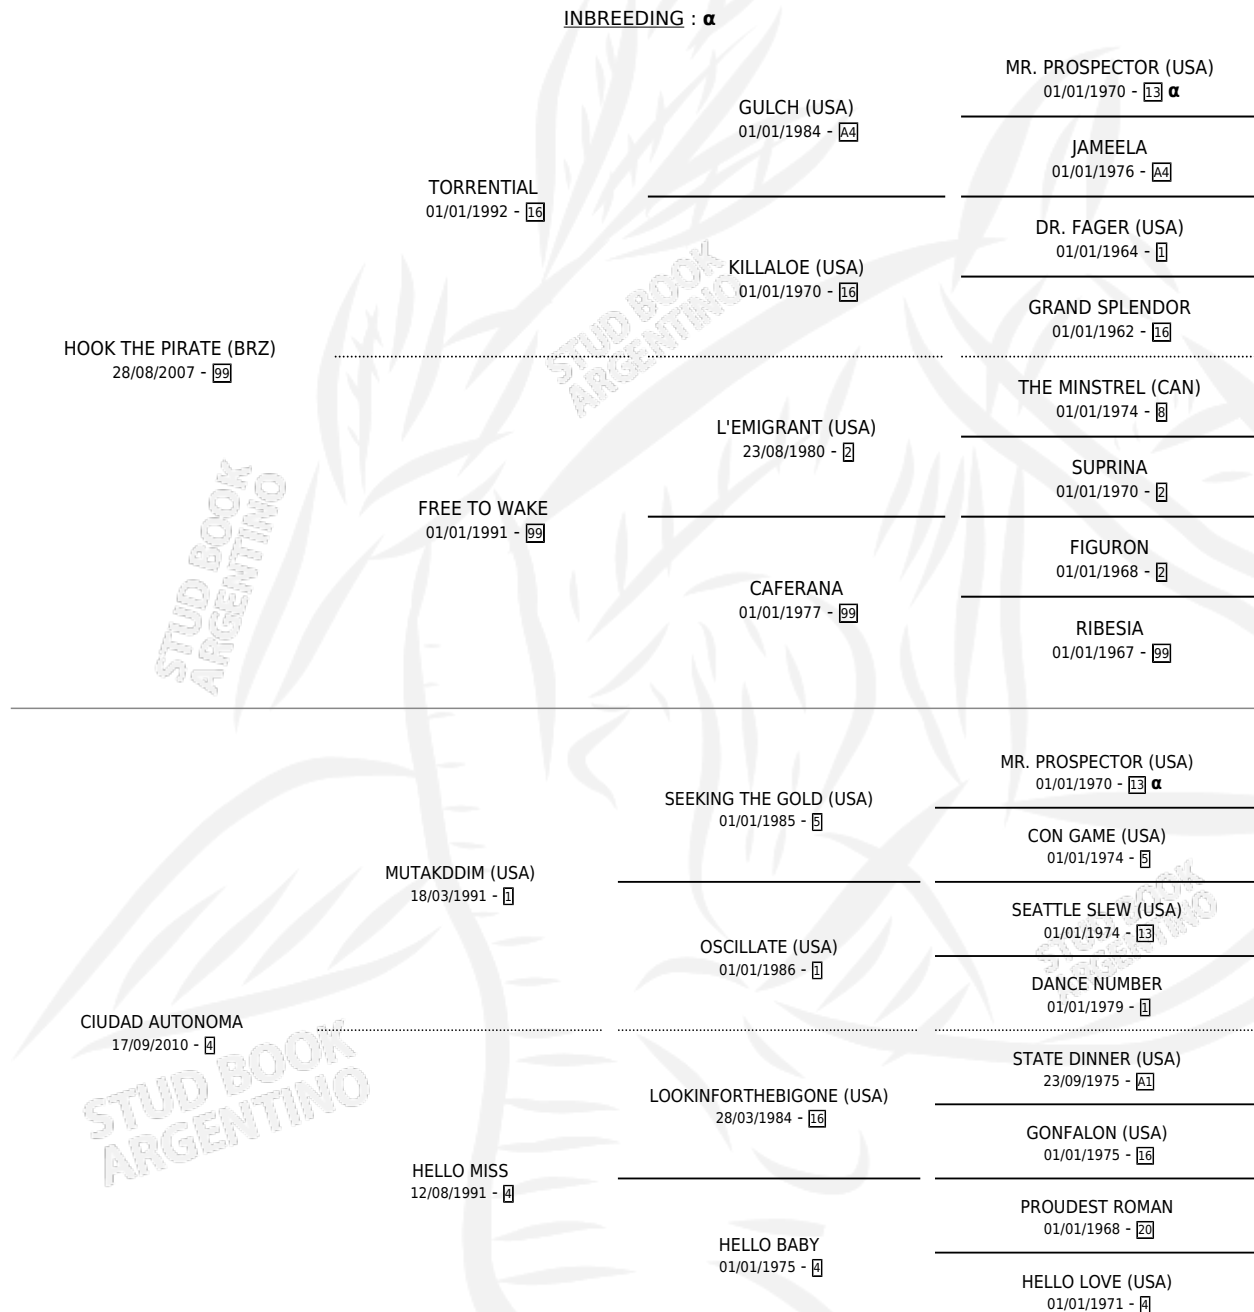 INBREEDING : α
MR. PROSPECTOR (USA)
01/01/1970 - 13 α
GULCH (USA)
01/01/1984 - A4
JAMEELA
01/01/1976 - A4
TORRENTIAL
01/01/1992 - 16
DR. FAGER (USA)
01/01/1964 - 1
KILLALOE (USA)
01/01/1970 - 16
GRAND SPLENDOR
01/01/1962 - 16
HOOK THE PIRATE (BRZ)
28/08/2007 - 99
THE MINSTREL (CAN)
01/01/1974 - 8
L'EMIGRANT (USA)
23/08/1980 - 2
SUPRINA
01/01/1970 - 2
FREE TO WAKE
01/01/1991 - 99
FIGURON
01/01/1968 - 2
CAFERANA
01/01/1977 - 99
RIBESIA
01/01/1967 - 99
MR. PROSPECTOR (USA)
01/01/1970 - 13 α
SEEKING THE GOLD (USA)
01/01/1985 - 5
CON GAME (USA)
01/01/1974 - 5
MUTAKDDIM (USA)
18/03/1991 - 1
SEATTLE SLEW (USA)
01/01/1974 - 13
OSCILLATE (USA)
01/01/1986 - 1
DANCE NUMBER
01/01/1979 - 1
CIUDAD AUTONOMA
17/09/2010 - 4
STATE DINNER (USA)
23/09/1975 - A1
LOOKINFORTHEBIGONE (USA)
28/03/1984 - 16
GONFALON (USA)
01/01/1975 - 16
HELLO MISS
12/08/1991 - 4
PROUDEST ROMAN
01/01/1968 - 20
HELLO BABY
01/01/1975 - 4
HELLO LOVE (USA)
01/01/1971 - 4
STUD BOOK
ARGENTINO
STUD BOOK
ARGENTINO
STUD BOOK
ARGENTINO
STUD BOOK
ARGENTINO